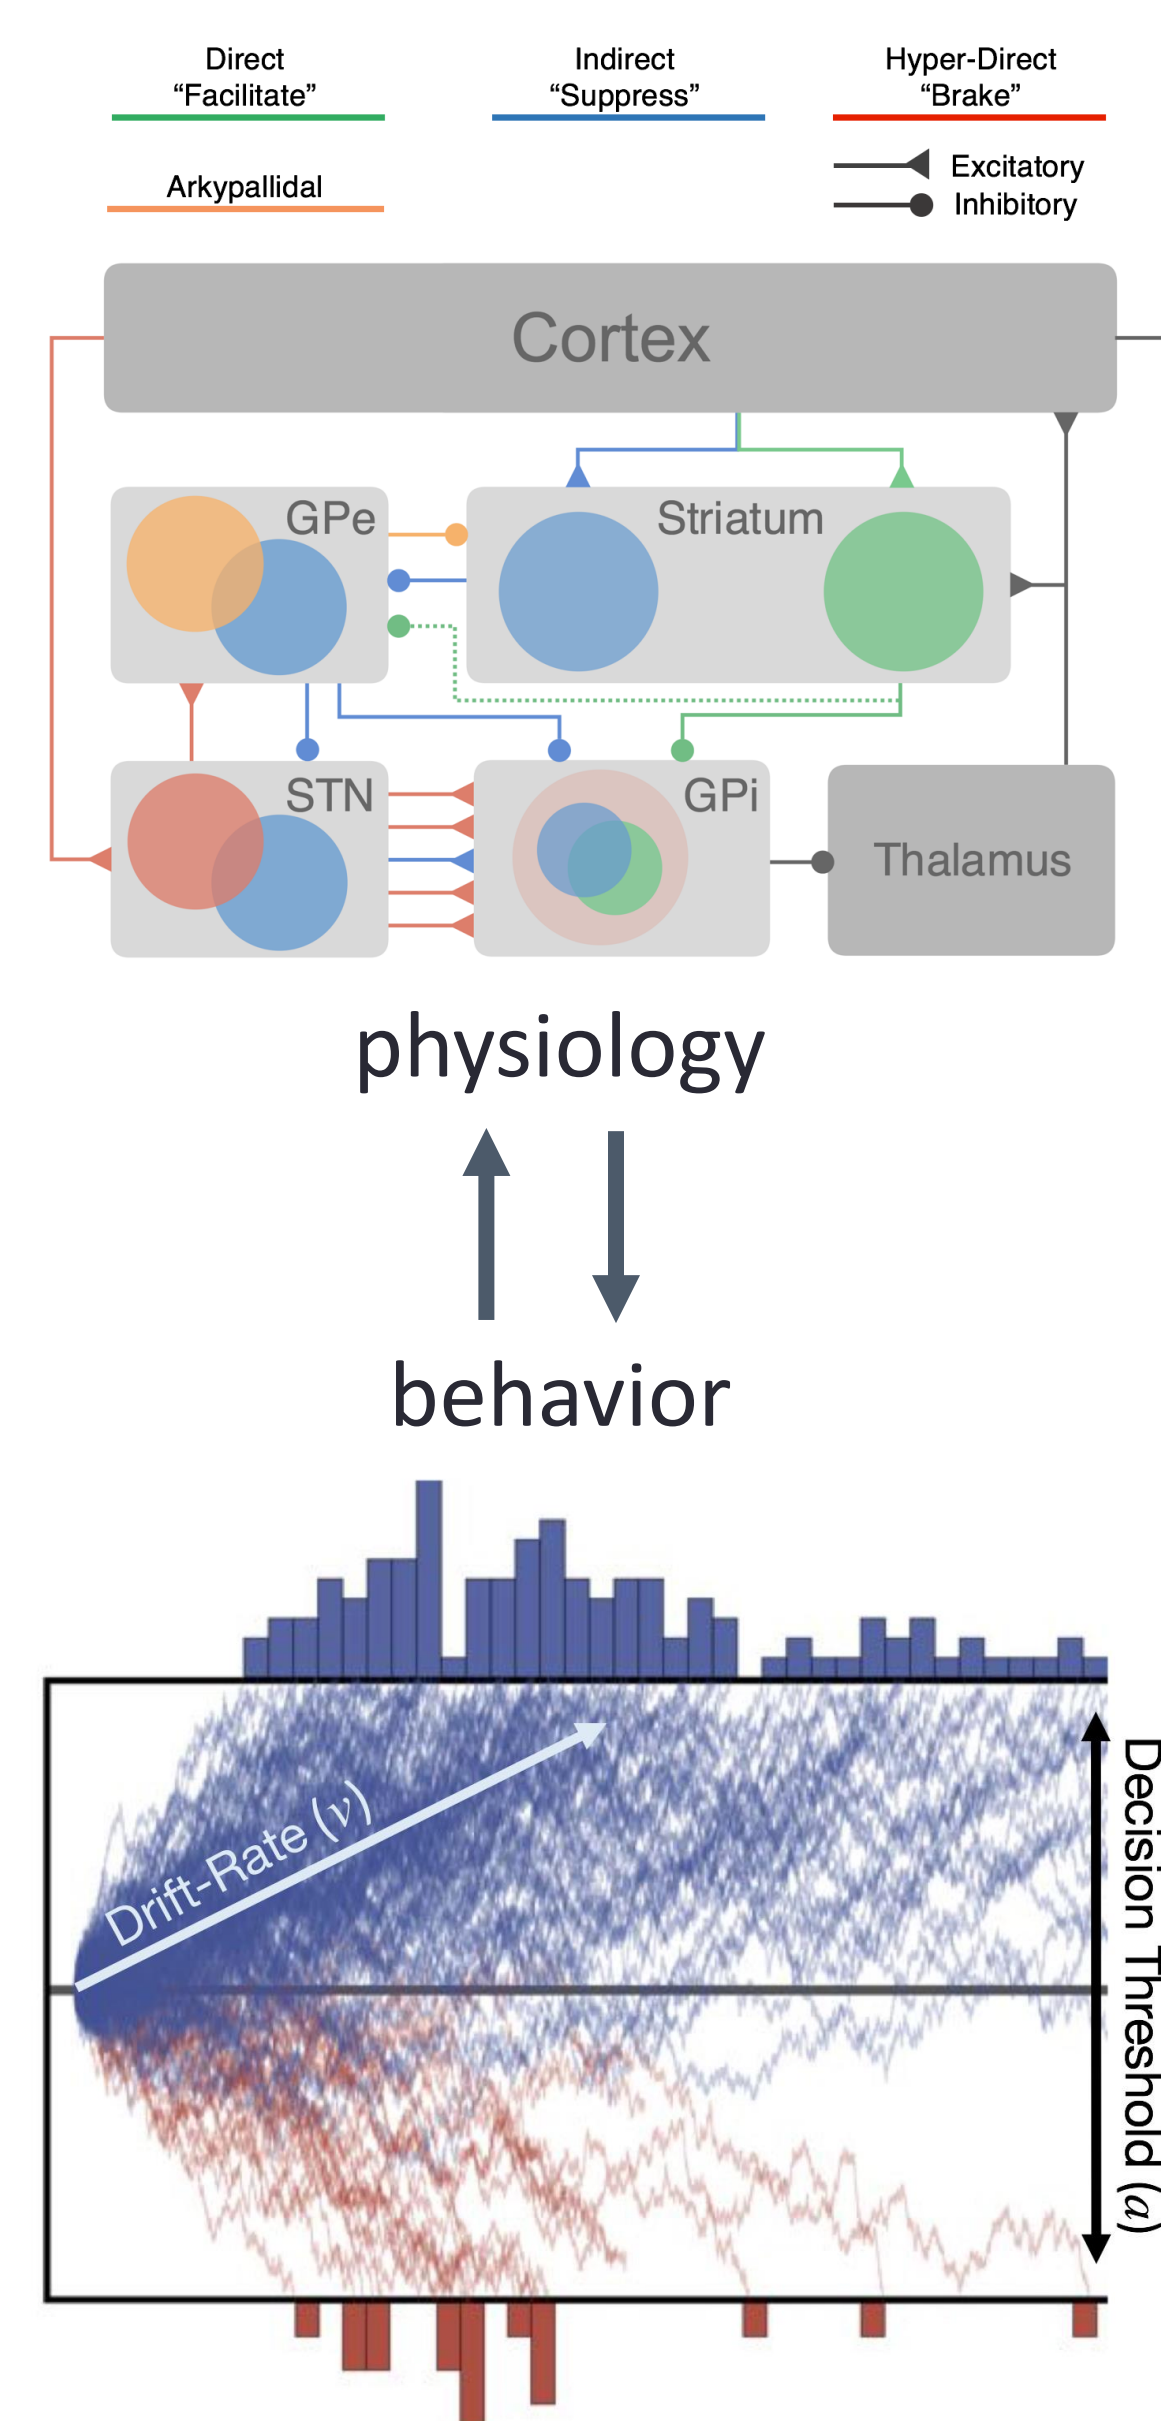 Direct
“Facilitate”
Indirect
“Suppress”
Hyper-Direct
“Brake”
Arkypallidal
Excitatory
Inhibitory
Cortex
GPe
Striatum
STN
GPi
Thalamus
physiology
behavior
Drift-Rate (v)
Decision Threshold (a)